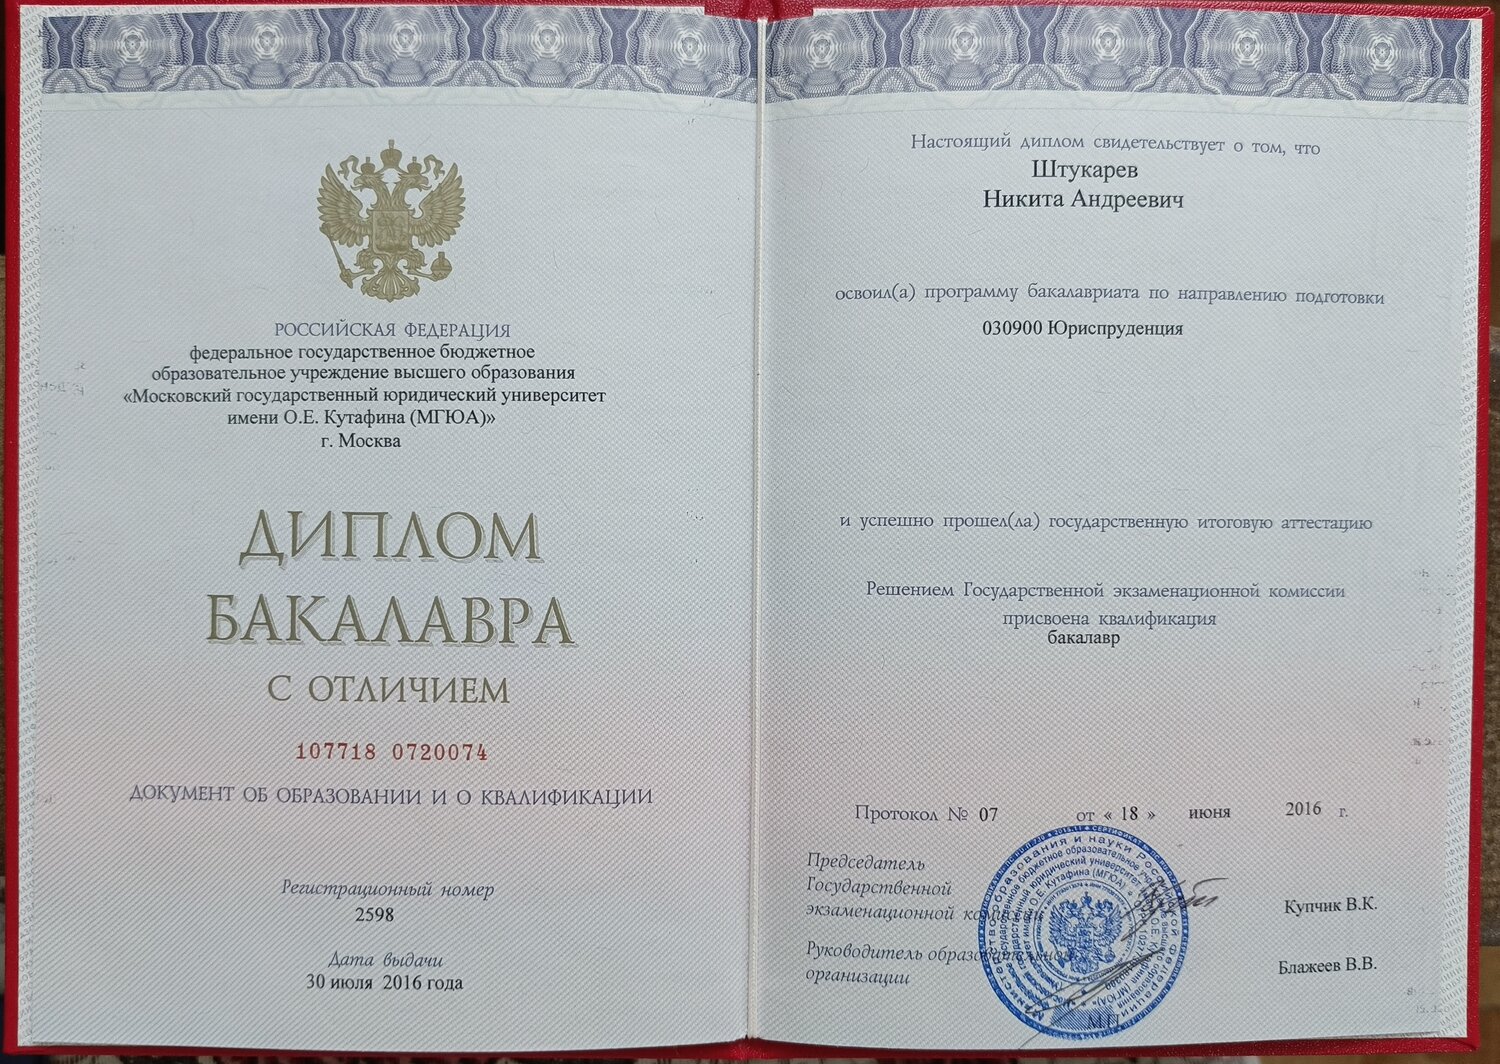 РОССИЙСКАЯ ФЕДЕРАЦИЯ
федеральное государственное бюджетное
образовательное учреждение высшего образования
«Московский государственный юридический университет
имени О.Е. Кутафина (МГЮА)»
г. Москва
ДИПЛОМ
БАКАЛАВРА
С ОТЛИЧИЕМ
107718 0720074
ДОКУМЕНТ ОБ ОБРАЗОВАНИИ И О КВАЛИФИКАЦИИ
Регистрационный номер
2598
Дата выдачи
30 июля 2016 года
Настоящий диплом свидетельствует о том, что
Штукарев
Никита Андреевич
освоил(а) программу бакалавриата по направлению подготовки
030900 Юриспруденция
и успешно прошел(ла) государственную итоговую аттестацию
Решением Государственной экзаменационной комиссии
присвоена квалификация
бакалавр
Протокол № 07 от « 18 » июня 2016 г.
Председатель
Государственной
экзаменационной комиссии
Купчик В.К.
Руководитель образовательной
организации
Блажеев В.В.
М.П.